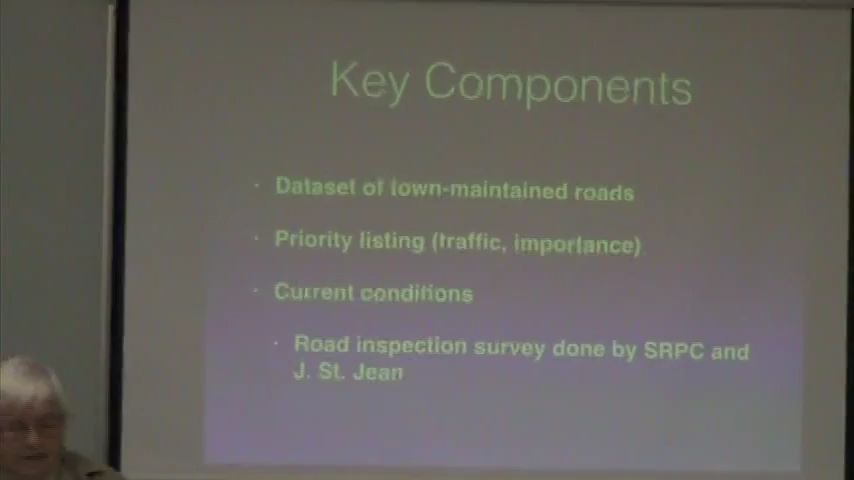 Key Components
· Dataset of town-maintained roads
· Priority listing (traffic, importance)
· Current conditions
· Road inspection survey done by SRPC and
J. St. Jean